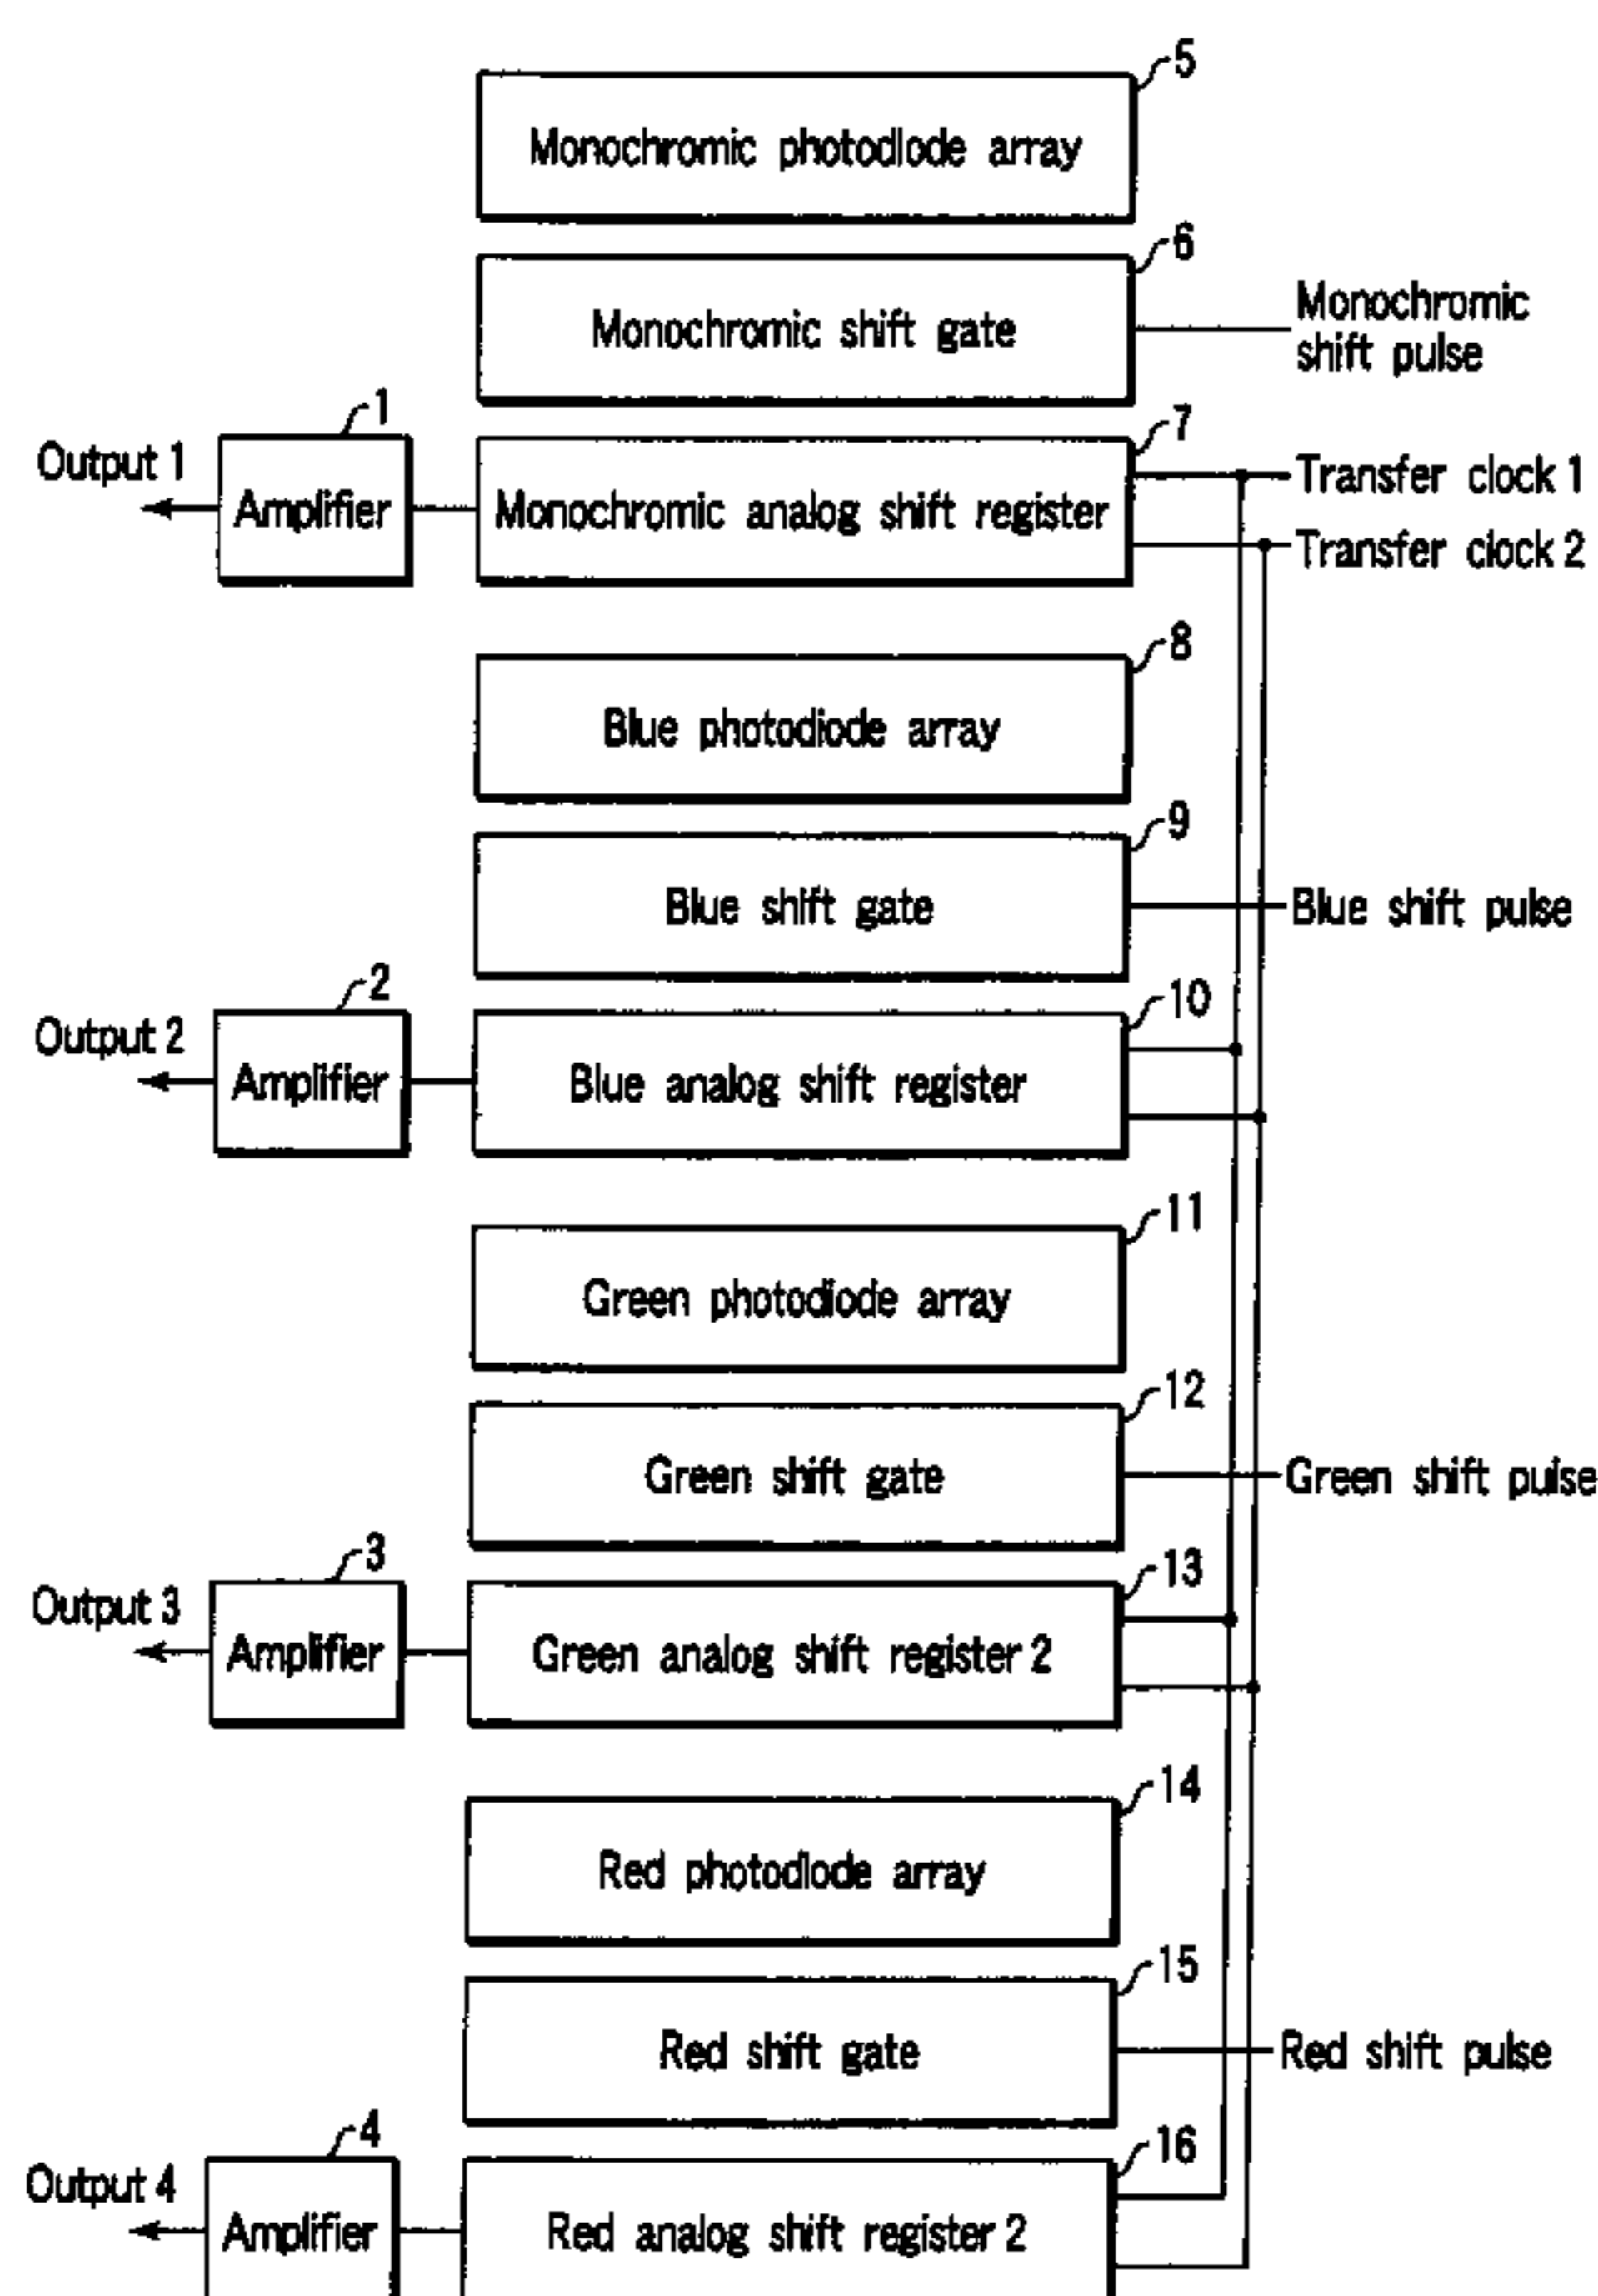 5
Monochromic photodiode array
6
Monochromic shift gate
Monochromic
shift pulse
1
7
Output 1
Amplifier
Monochromic analog shift register
Transfer clock 1
Transfer clock 2
8
Blue photodiode array
9
Blue shift gate
Blue shift pulse
2
10
Output 2
Amplifier
Blue analog shift register
11
Green photodiode array
12
Green shift gate
Green shift pulse
3
13
Output 3
Amplifier
Green analog shift register 2
14
Red photodiode array
15
Red shift gate
Red shift pulse
4
16
Output 4
Amplifier
Red analog shift register 2